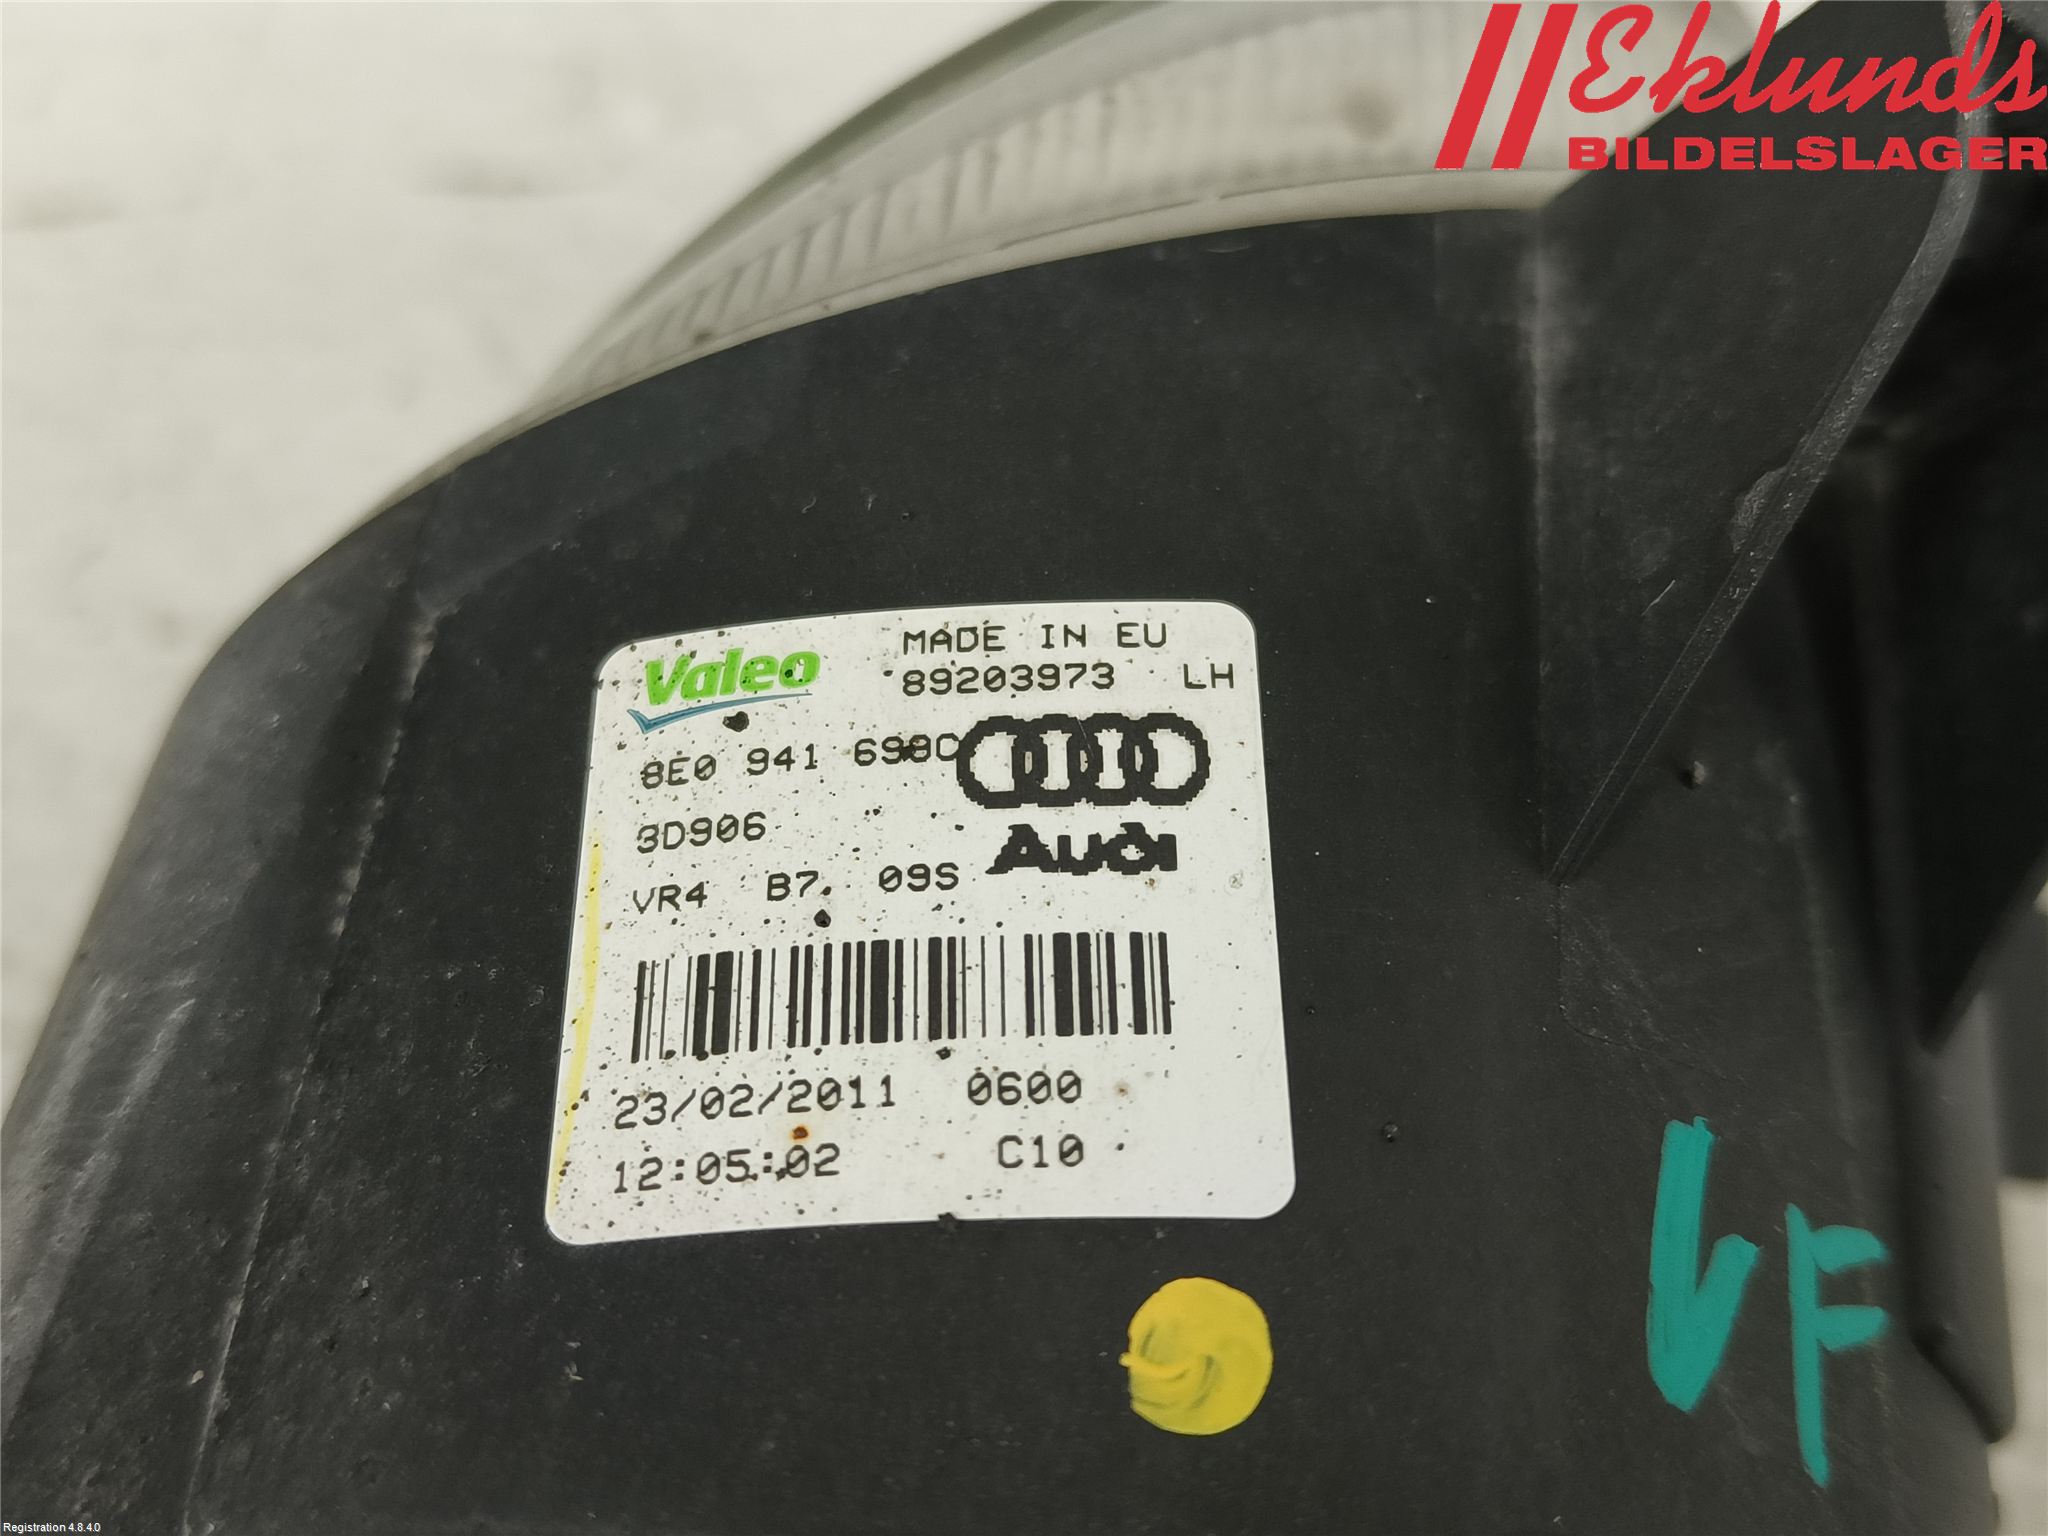 Eklunds
BILDELSLAGER
Valeo
MADE IN EU
89203973 LH
8E0 941 699C
3D906
Audi
VR4 B7 09S
23/02/2011 0600
12:05:02 C10
VF
Registration 4.8.4.0